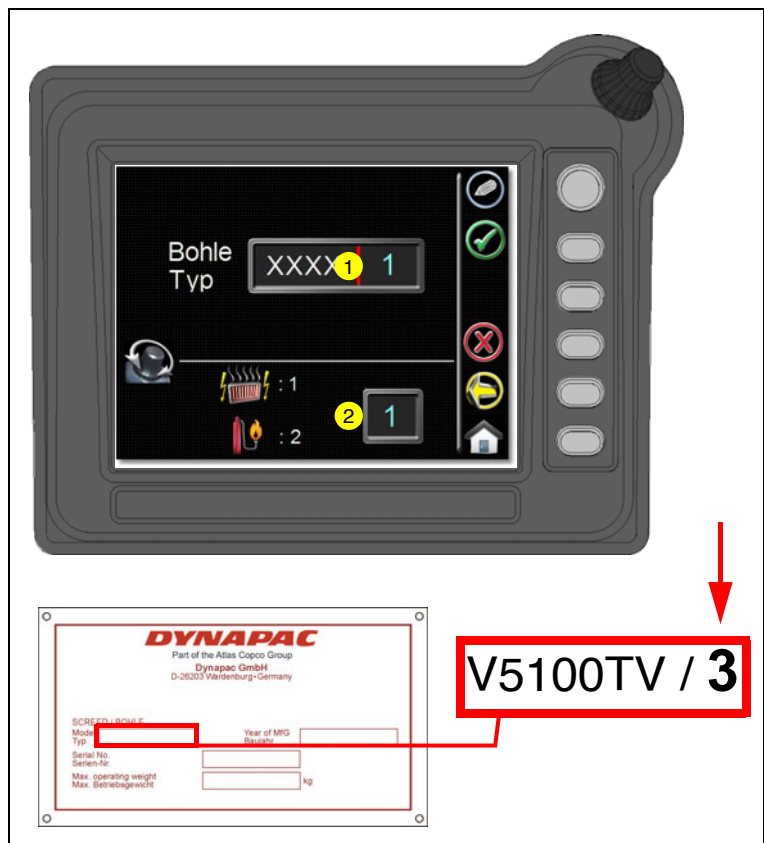 Bohle
Typ
XXXX 1 1
: 1
2 1
: 2
DYNAPAC
Part of the Atlas Copco Group
Dynapac GmbH
D-26203 Wardenburg•Germany
V5100TV / 3
SCREED / BOHLE
Model
Typ
Year of MfG
Baujahr
Serial No.
Serien-Nr.
Max. operating weight
Max. Betriebsgewicht
kg